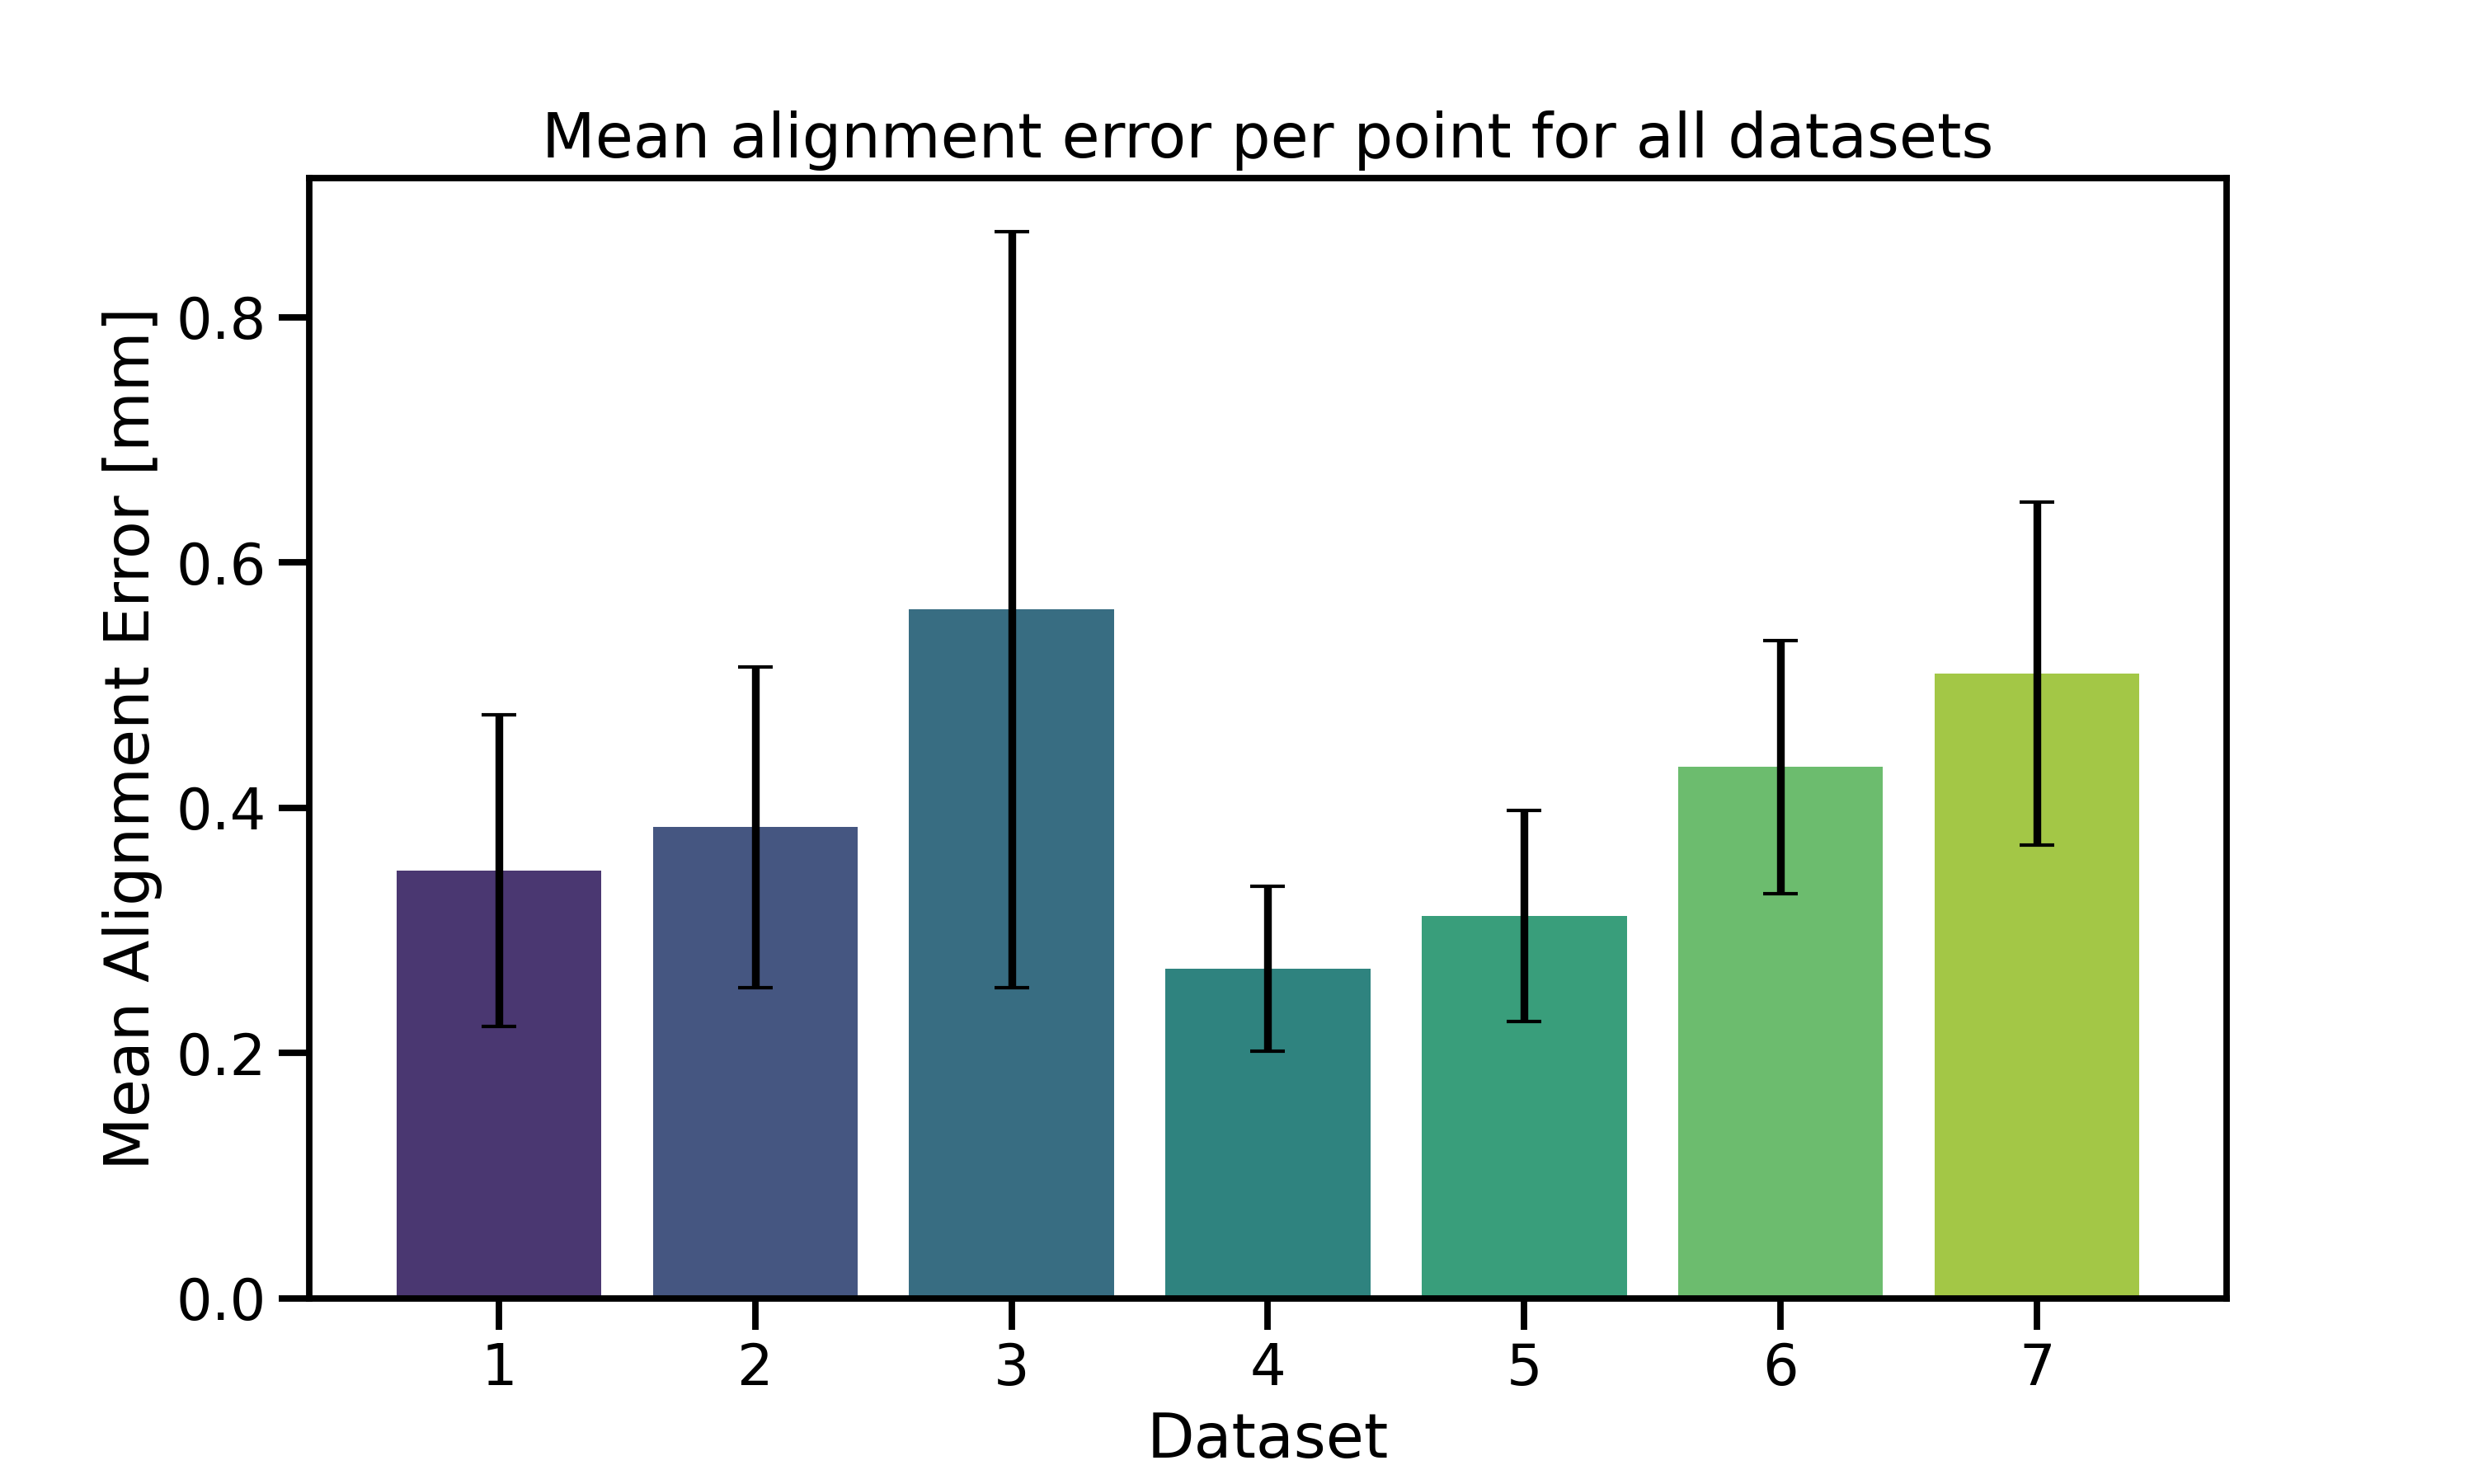 Mean alignment error per point for all datasets
Mean Alignment Error [mm]
0.8
0.6
0.4
0.2
0.0
1 2 3 4 5 6 7
Dataset